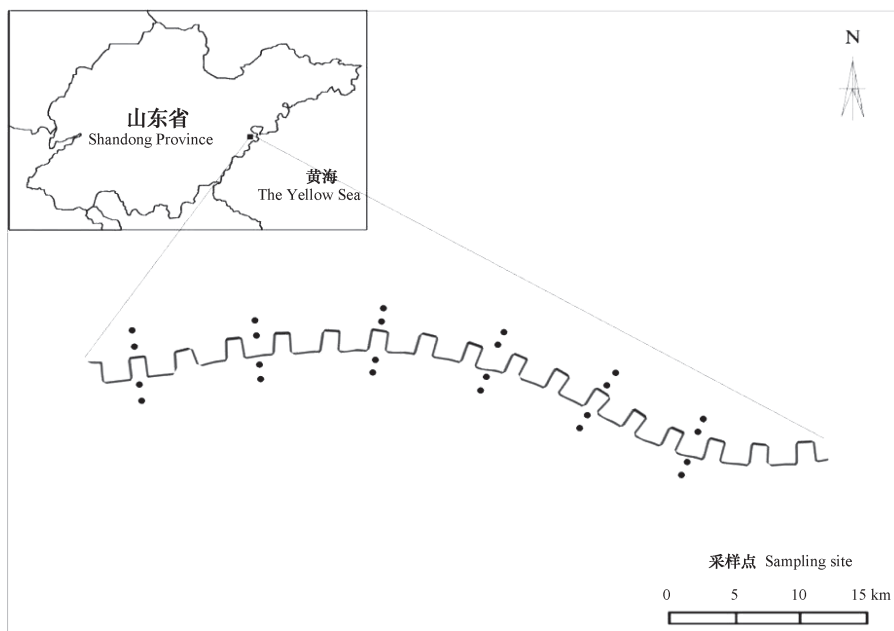 N
山东省
Shandong Province
黄海
The Yellow Sea
采样点 Sampling site
0 5 10 15 km